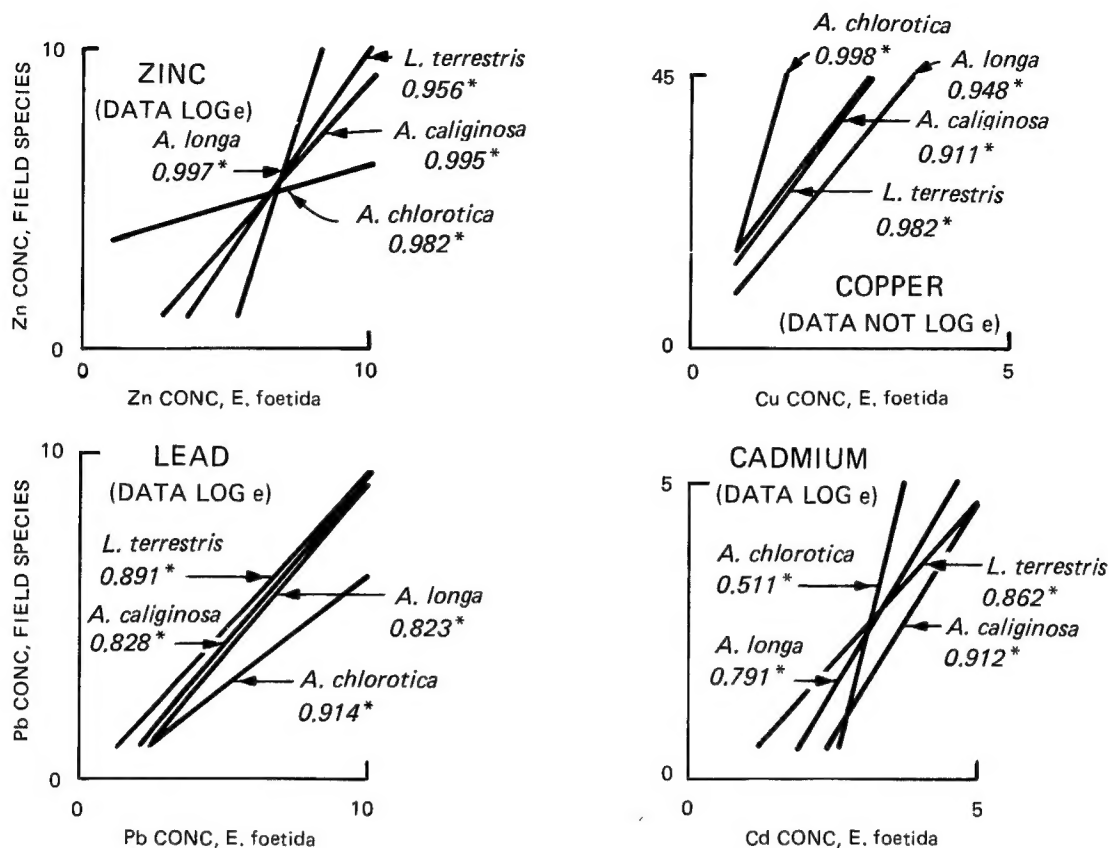 10
ZINC
(DATA LOG e)
L. terrestris
0.956*
A. longa
0.997*
A. caliginosa
0.995*
A. chlorotica
0.982*
Zn CONC, FIELD SPECIES
0
0
10
Zn CONC, E. foetida
A. chlorotica
0.998*
45
A. longa
0.948*
A. caliginosa
0.911*
L. terrestris
0.982*
COPPER
(DATA NOT LOG e)
0
0
5
Cu CONC, E. foetida
10
LEAD
(DATA LOG e)
L. terrestris
0.891*
A. caliginosa
0.828*
A. longa
0.823*
A. chlorotica
0.914*
Pb CONC, FIELD SPECIES
0
0
10
Pb CONC, E. foetida
CADMIUM
5
(DATA LOG e)
A. chlorotica
0.511*
L. terrestris
0.862*
A. longa
0.791*
A. caliginosa
0.912*
0
0
5
Cd CONC, E. foetida